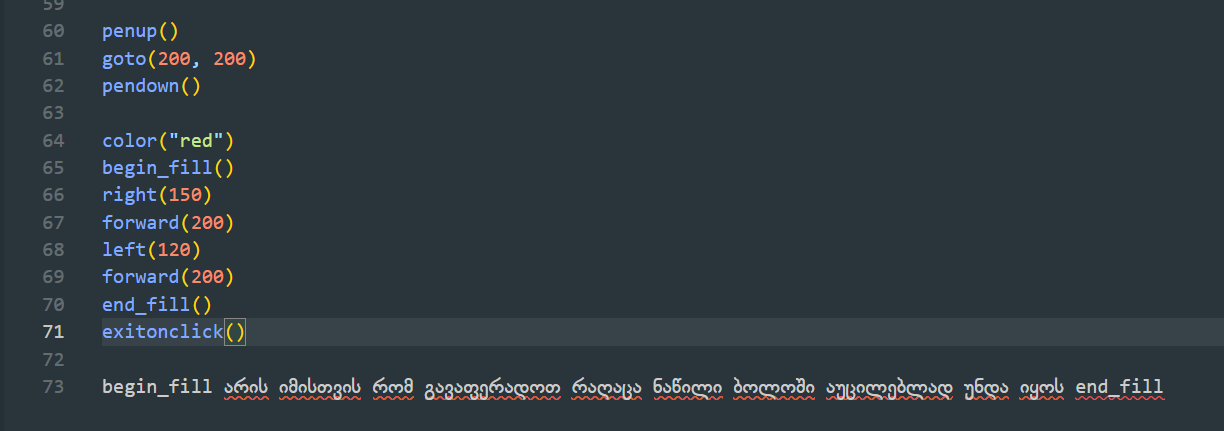 59
60 penup()
61 goto(200, 200)
62 pendown()
63
64 color("red")
65 begin_fill()
66 right(150)
67 forward(200)
68 left(120)
69 forward(200)
70 end_fill()
71 exitonclick()
72
73 begin_fill არის იმისთვის რომ გავაფერადოთ რაღაცა ნაწილი ბოლოში აუცილებლად უნდა იყოს end_fill